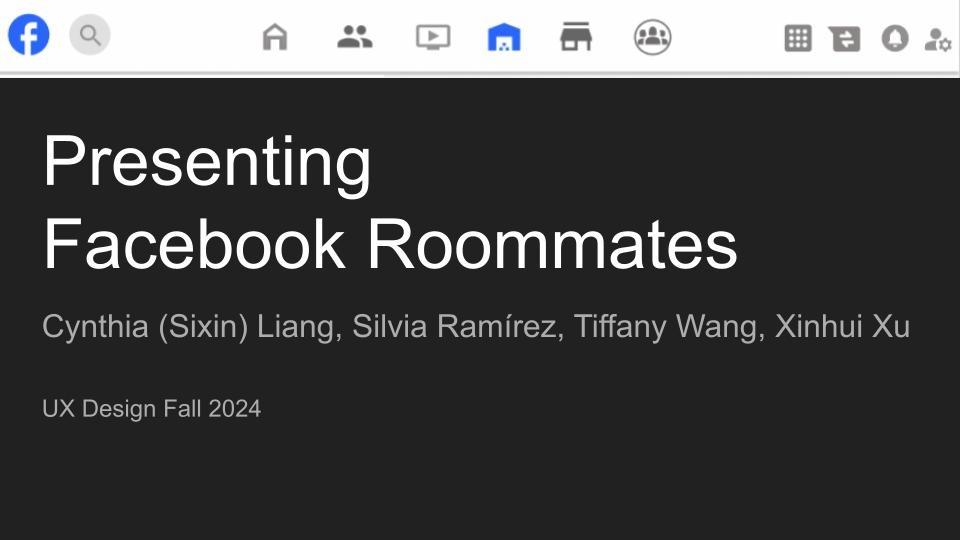 Presenting
Facebook Roommates
Cynthia (Sixin) Liang, Silvia Ramírez, Tiffany Wang, Xinhui Xu
UX Design Fall 2024